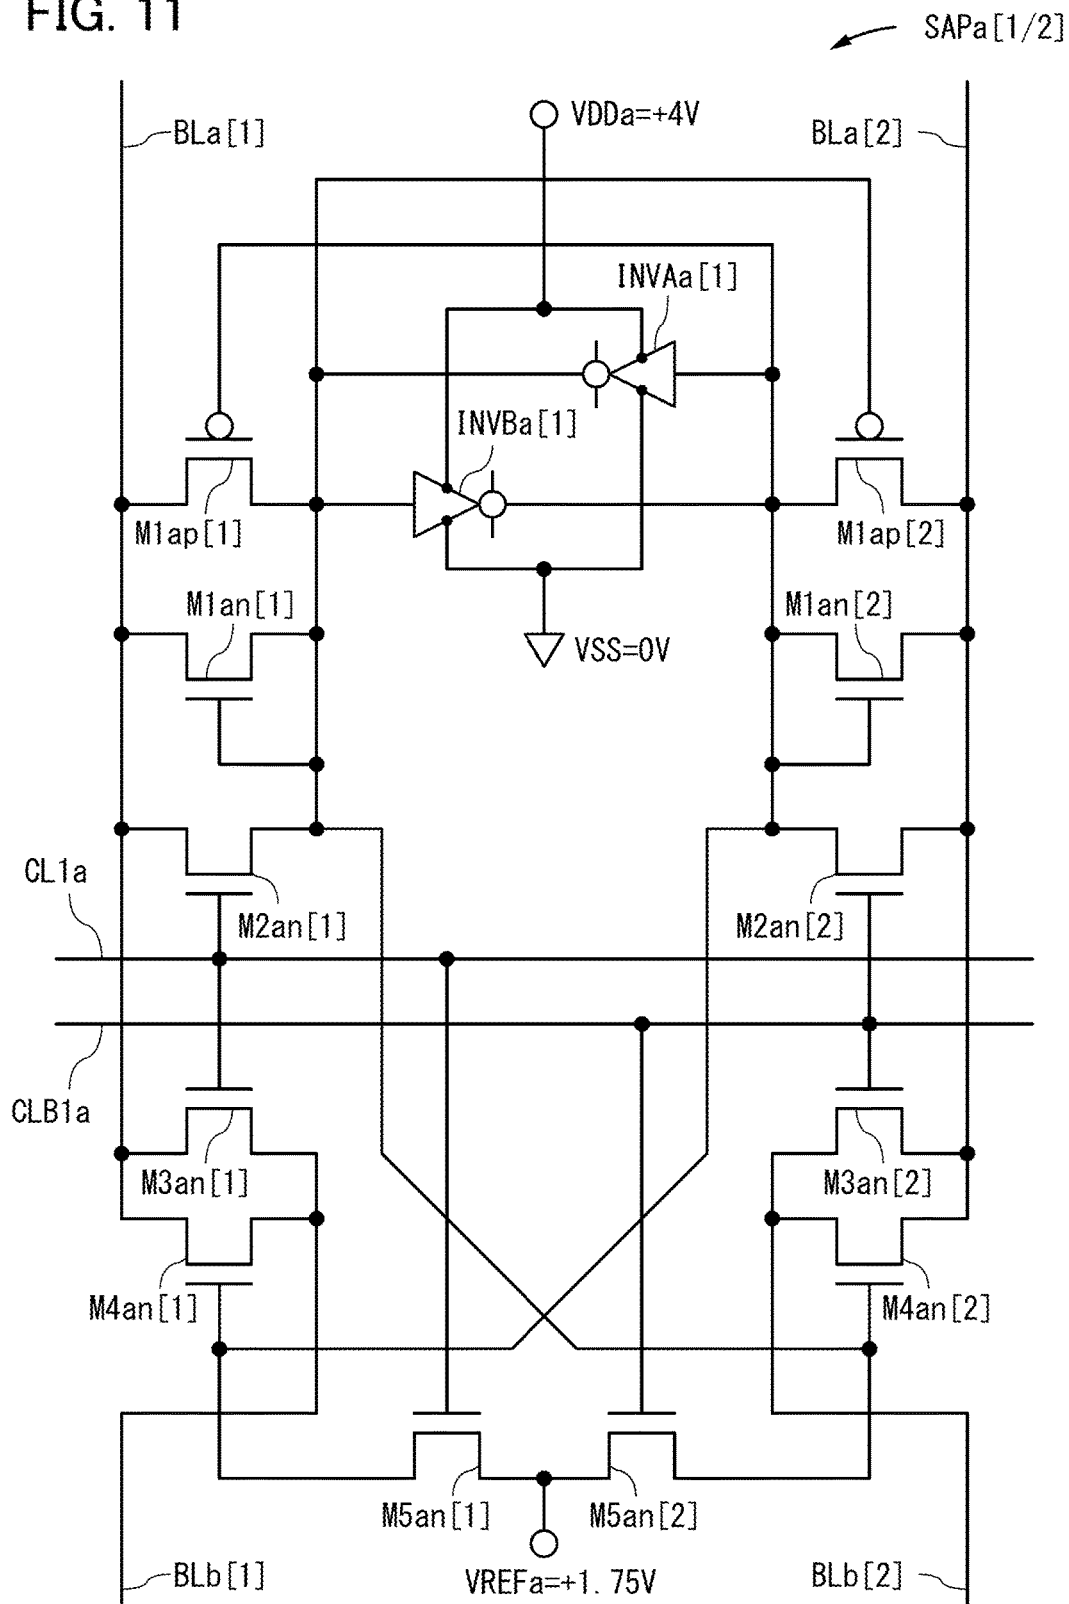 FIG. 11
SAPa[1/2]
VDDa=+4V
BLa[1]
BLa[2]
INVAa[1]
INVBa[1]
M1ap[1]
M1ap[2]
M1an[1]
M1an[2]
VSS=0V
CL1a
M2an[1]
M2an[2]
CLB1a
M3an[1]
M3an[2]
M4an[1]
M4an[2]
M5an[1]
M5an[2]
BLb[1]
VREFa=+1.75V
BLb[2]